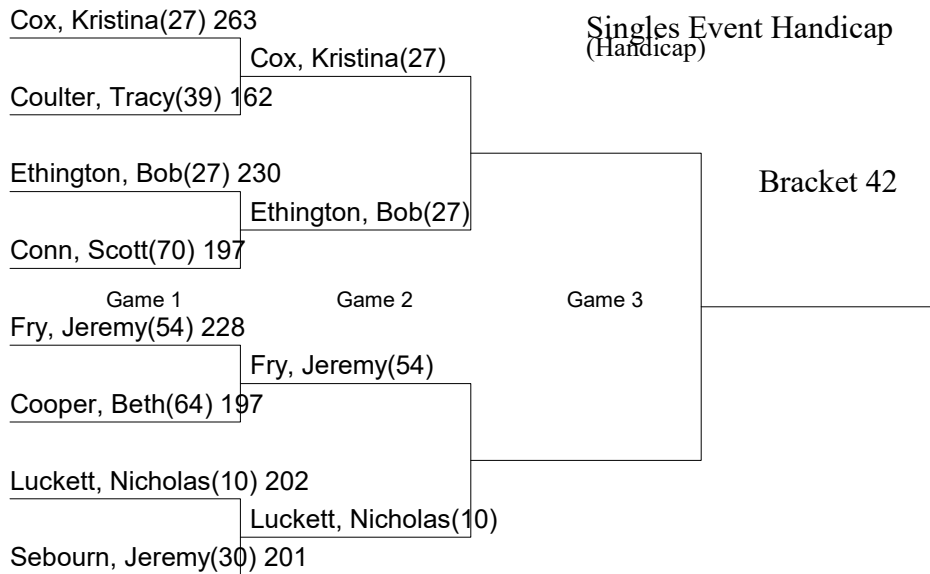 Cox, Kristina(27) 263
Singles Event Handicap
(Handicap)
Cox, Kristina(27)
Coulter, Tracy(39) 162
Ethington, Bob(27) 230
Bracket 42
Ethington, Bob(27)
Conn, Scott(70) 197
Game 1
Game 2
Game 3
Fry, Jeremy(54) 228
Fry, Jeremy(54)
Cooper, Beth(64) 197
Luckett, Nicholas(10) 202
Luckett, Nicholas(10)
Sebourn, Jeremy(30) 201